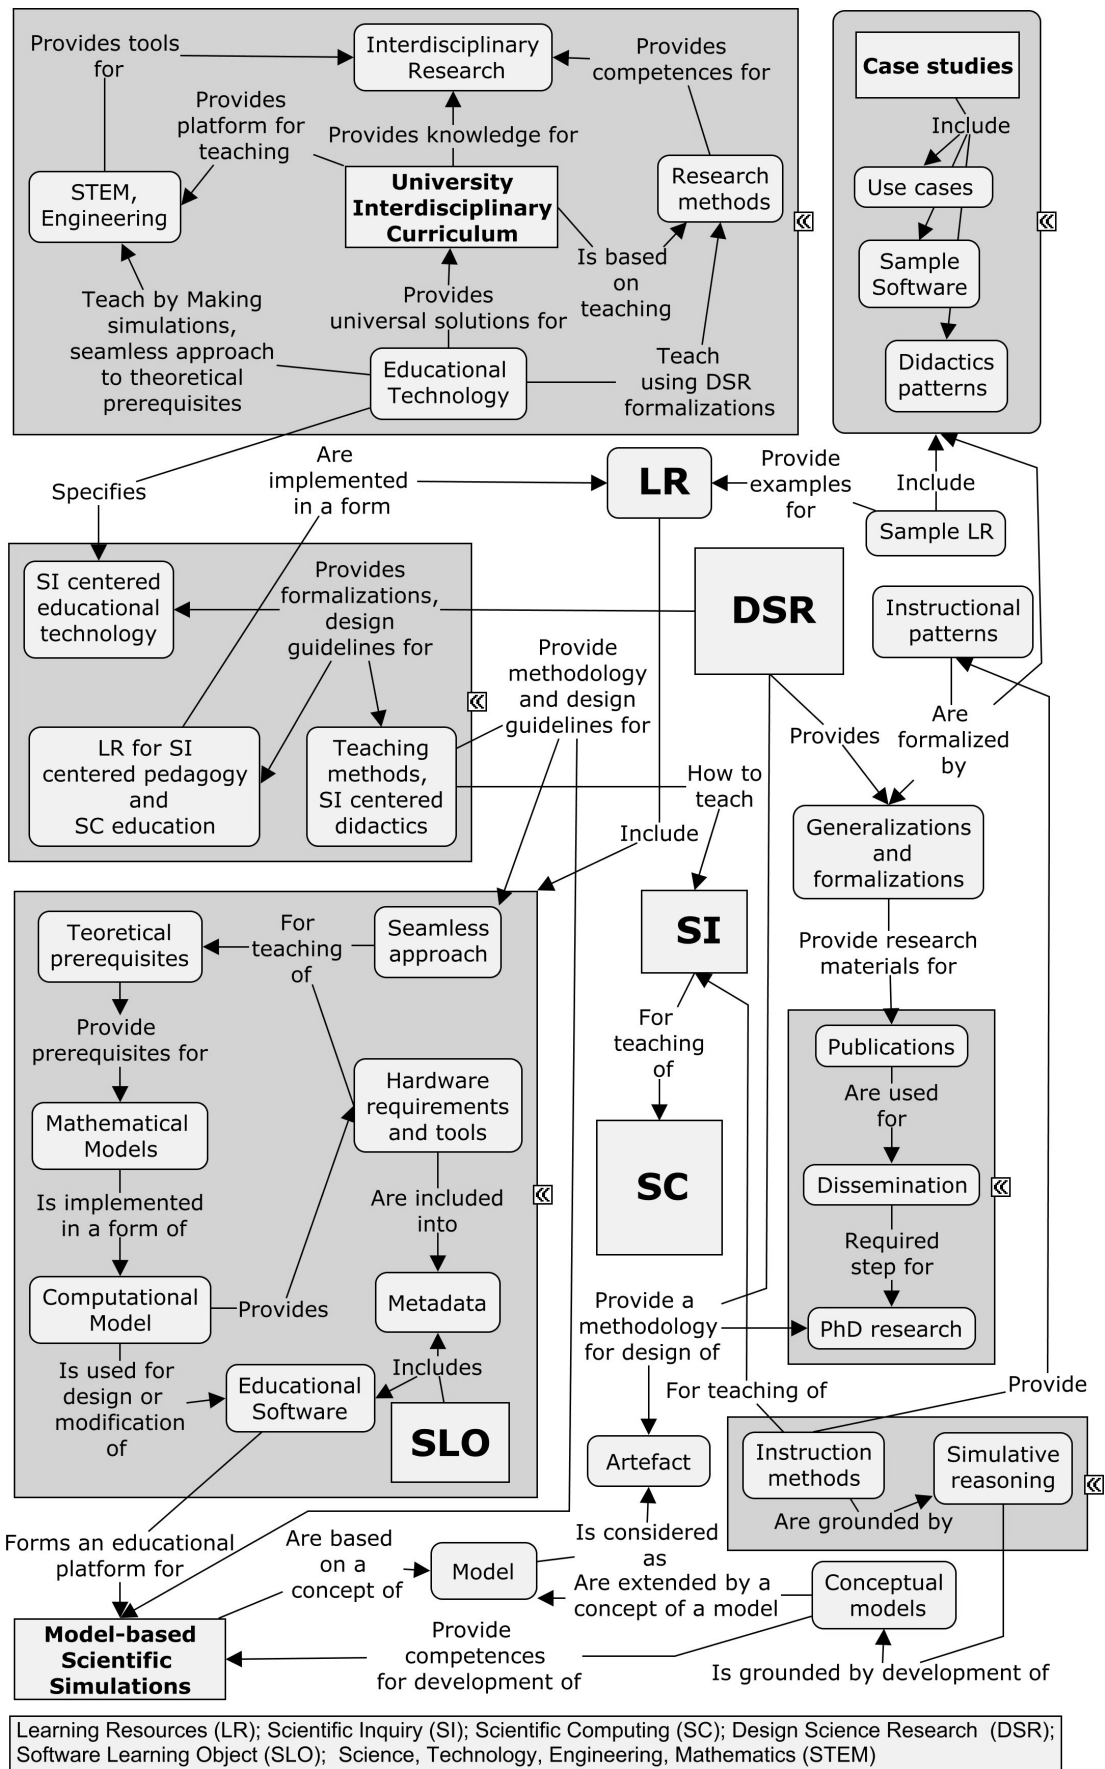 Provides tools
for
Interdisciplinary
Research
Provides
competences for
Provides
platform for
teaching
Provides knowledge for
STEM,
Engineering
University
Interdisciplinary
Curriculum
Research
methods
Is based
on
teaching
Teach by Making
simulations,
seamless approach
to theoretical
prerequisites
Provides
universal solutions for
Educational
Technology
Teach
using DSR
formalizations
Case studies
Include
Use cases
Sample
Software
Didactics
patterns
Specifies
Are
implemented
in a form
LR
Provide
examples
for
Include
Sample LR
SI centered
educational
technology
Provides
formalizations,
design
guidelines for
DSR
Instructional
patterns
Provide
methodology
and design
guidelines for
LR for SI
centered pedagogy
and
SC education
Teaching
methods,
SI centered
didactics
How to
teach
Provides
Are
formalized
by
Include
Generalizations
and
formalizations
Teoretical
prerequisites
For
teaching
of
Seamless
approach
SI
Provide research
materials for
Provide
prerequisites for
For
teaching
of
Publications
Are used
for
Mathematical
Models
Hardware
requirements
and tools
SC
Dissemination
Is implemented
in a form of
Are included
into
Required
step for
Computational
Model
Provides
Metadata
Provide a
methodology
for design of
PhD research
Is used for
design or
modification
of
Educational
Software
Includes
SLO
For teaching of
Provide
Artefact
Instruction
methods
Simulative
reasoning
Are grounded by
Forms an educational
platform for
Are based
on a
concept of
Model
Is considered
as
Are extended by a
concept of a model
Conceptual
models
Model-based
Scientific
Simulations
Provide
competences
for development of
Is grounded by development of
Learning Resources (LR); Scientific Inquiry (SI); Scientific Computing (SC); Design Science Research (DSR);
Software Learning Object (SLO); Science, Technology, Engineering, Mathematics (STEM)